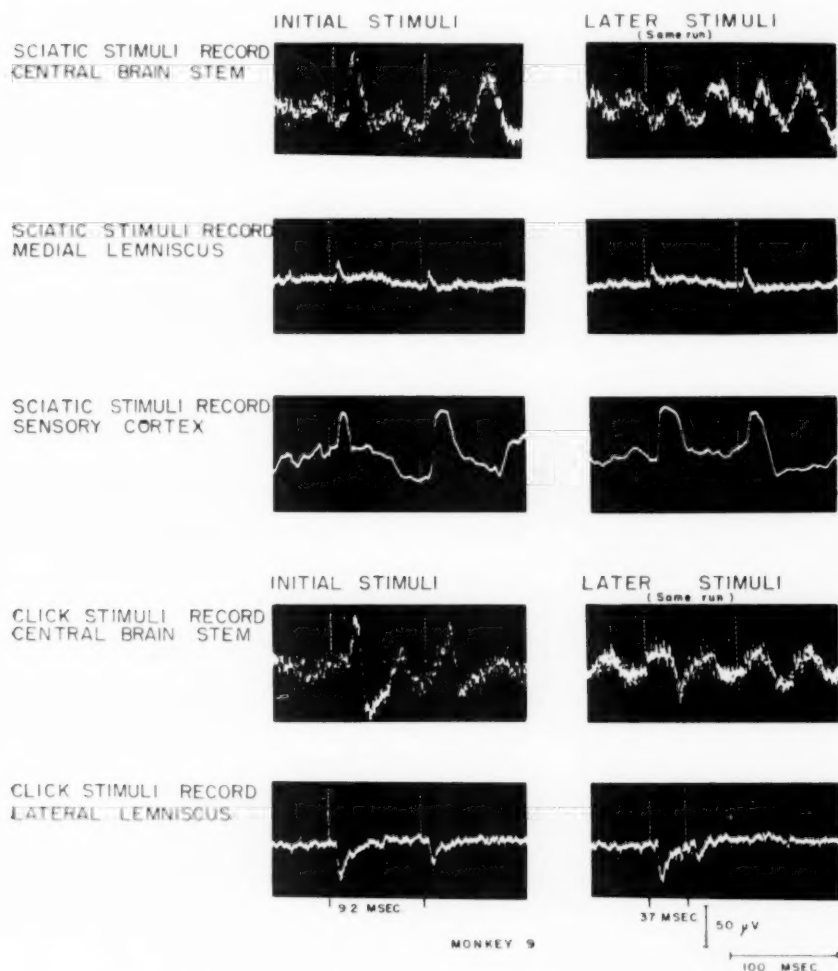 INITIAL STIMULI
LATER STIMULI
(Same run)
SCIATIC STIMULI RECORD
CENTRAL BRAIN STEM
SCIATIC STIMULI RECORD
MEDIAL LEMNISCUS
SCIATIC STIMULI RECORD
SENSORY CORTEX
INITIAL STIMULI
LATER STIMULI
(Same run)
CLICK STIMULI RECORD
CENTRAL BRAIN STEM
CLICK STIMULI RECORD
LATERAL LEMNISCUS
92 MSEC.
37 MSEC
50 μV
MONKEY 9
100 MSEC.